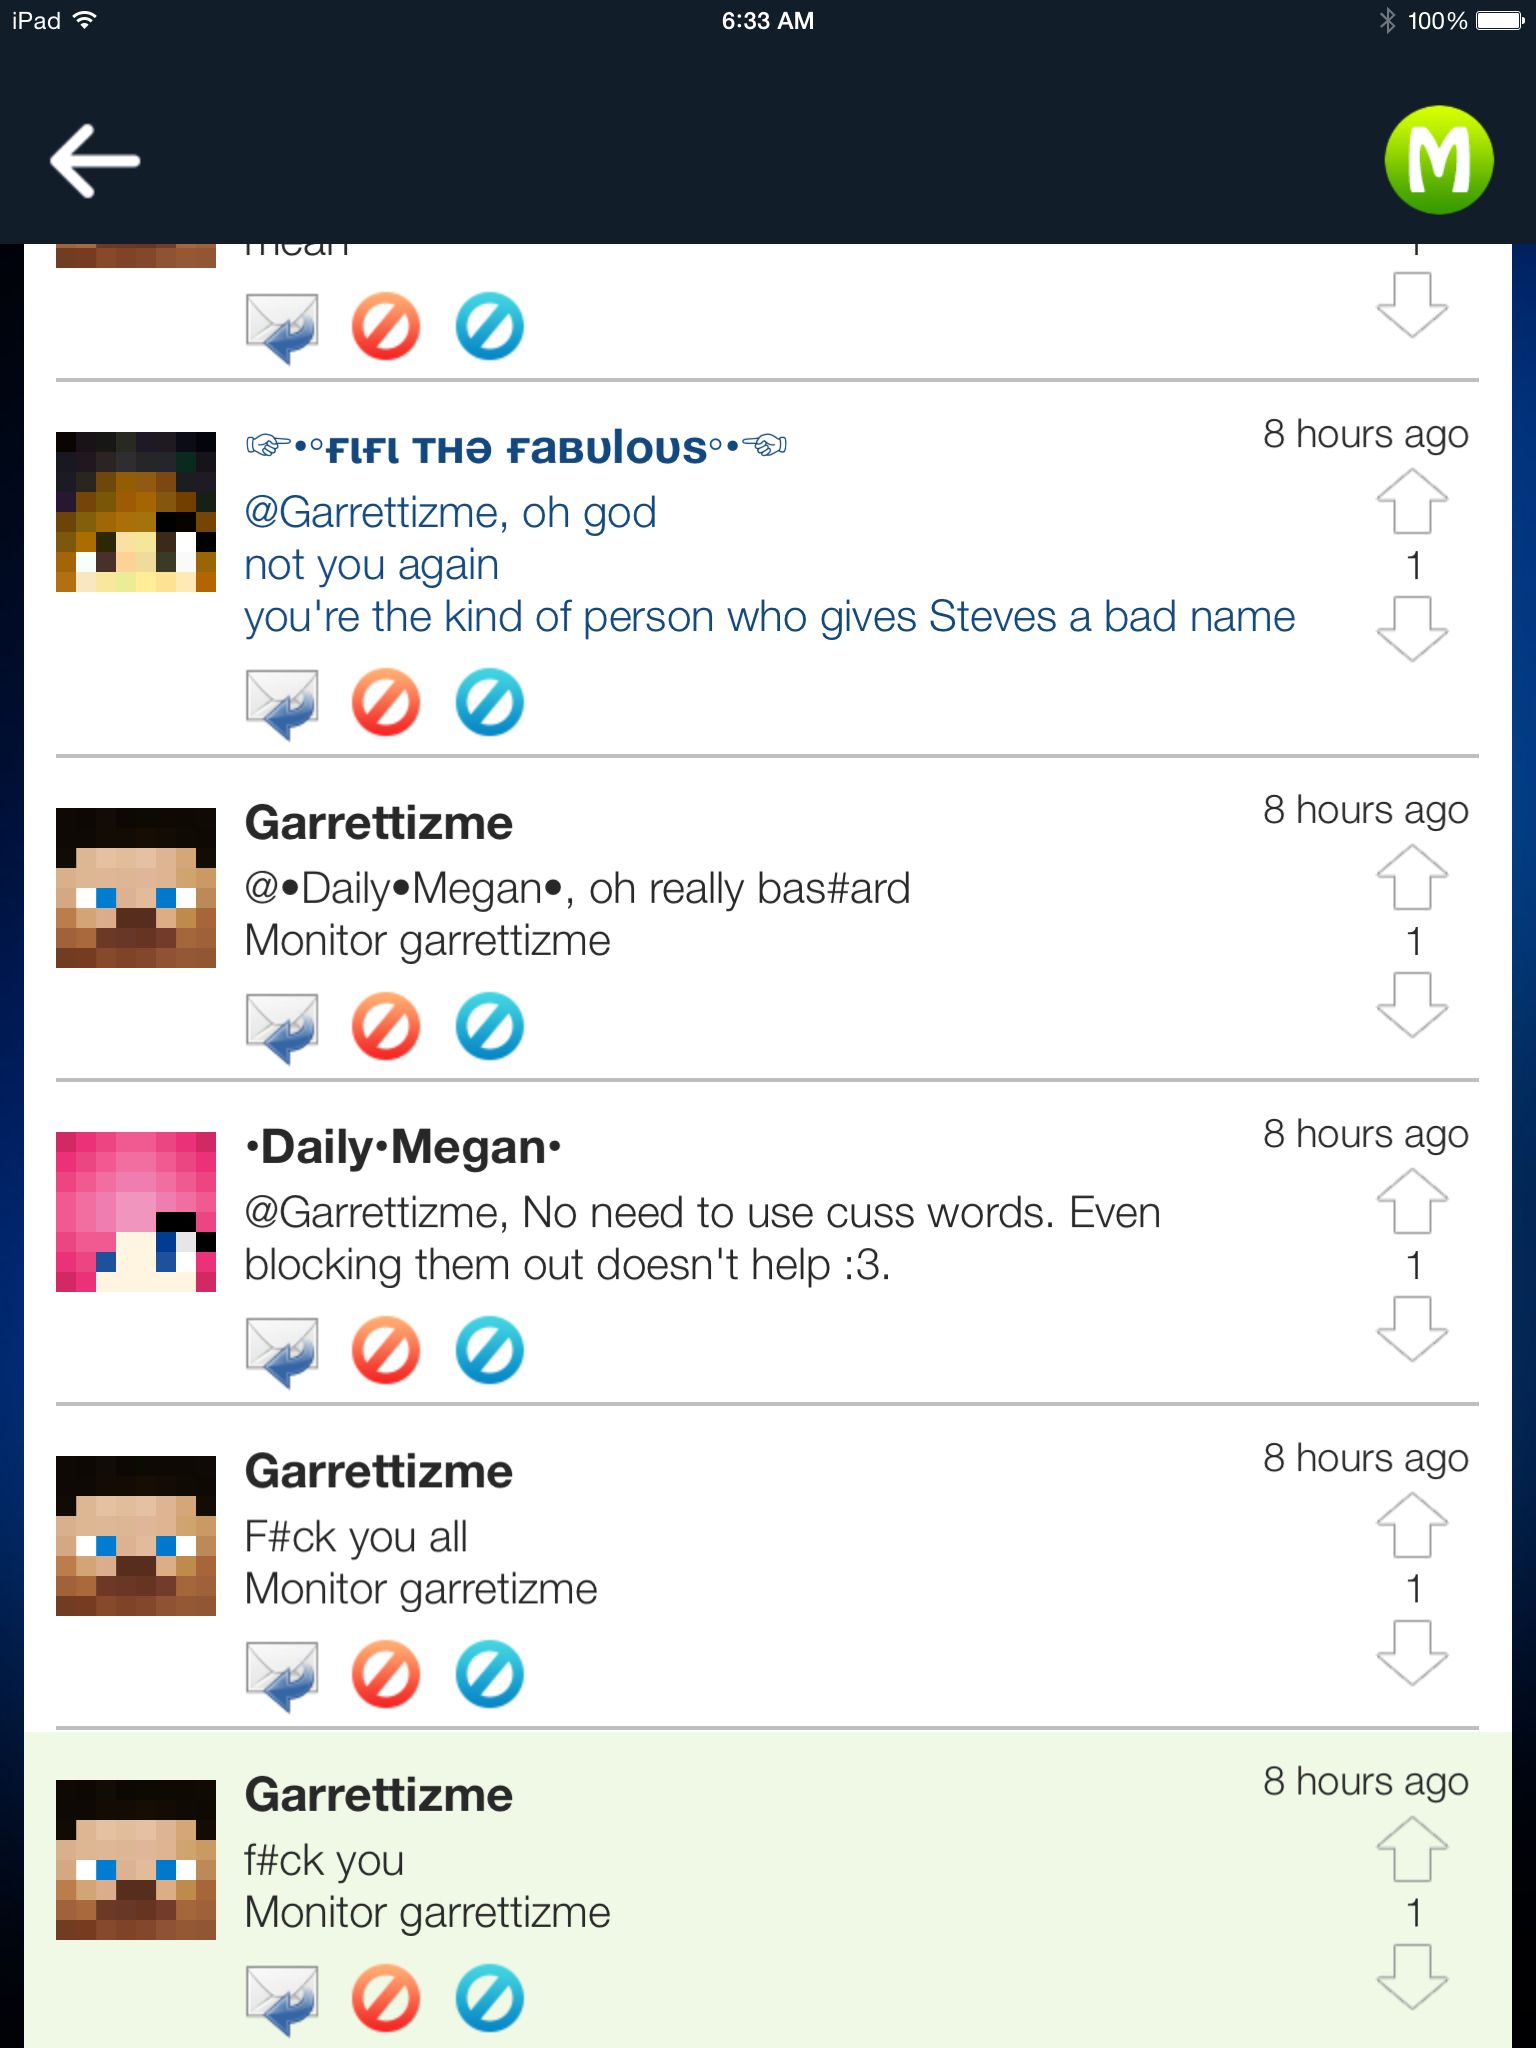 iPad 6:33 AM 100%
M
mean
1
☞•°ҒɩҒɩ ᴛʜǝ Ғaʙᴜloᴜs°•☜
8 hours ago
@Garrettizme, oh god
not you again
1
you're the kind of person who gives Steves a bad name
Garrettizme
8 hours ago
@•Daily•Megan•, oh really bas#ard
Monitor garrettizme
1
•Daily•Megan•
8 hours ago
@Garrettizme, No need to use cuss words. Even
blocking them out doesn't help :3.
1
Garrettizme
8 hours ago
F#ck you all
Monitor garretizme
1
Garrettizme
8 hours ago
f#ck you
Monitor garrettizme
1